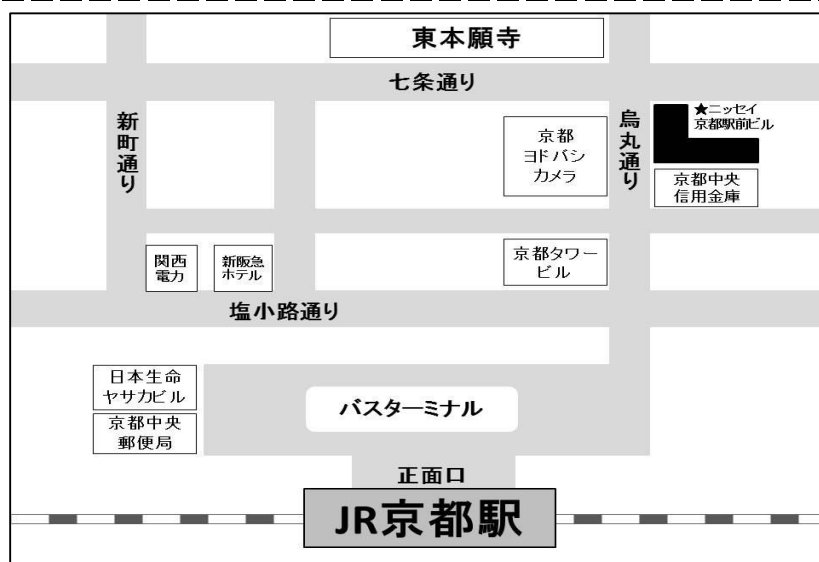 東本願寺
七条通り
新町通り
烏丸通り
★ニッセイ
京都駅前ビル
京都
ヨドバシ
カメラ
京都中央
信用金庫
関西
電力
新阪急
ホテル
京都タワー
ビル
塩小路通り
日本生命
ヤサカビル
京都中央
郵便局
バスターミナル
正面口
JR京都駅